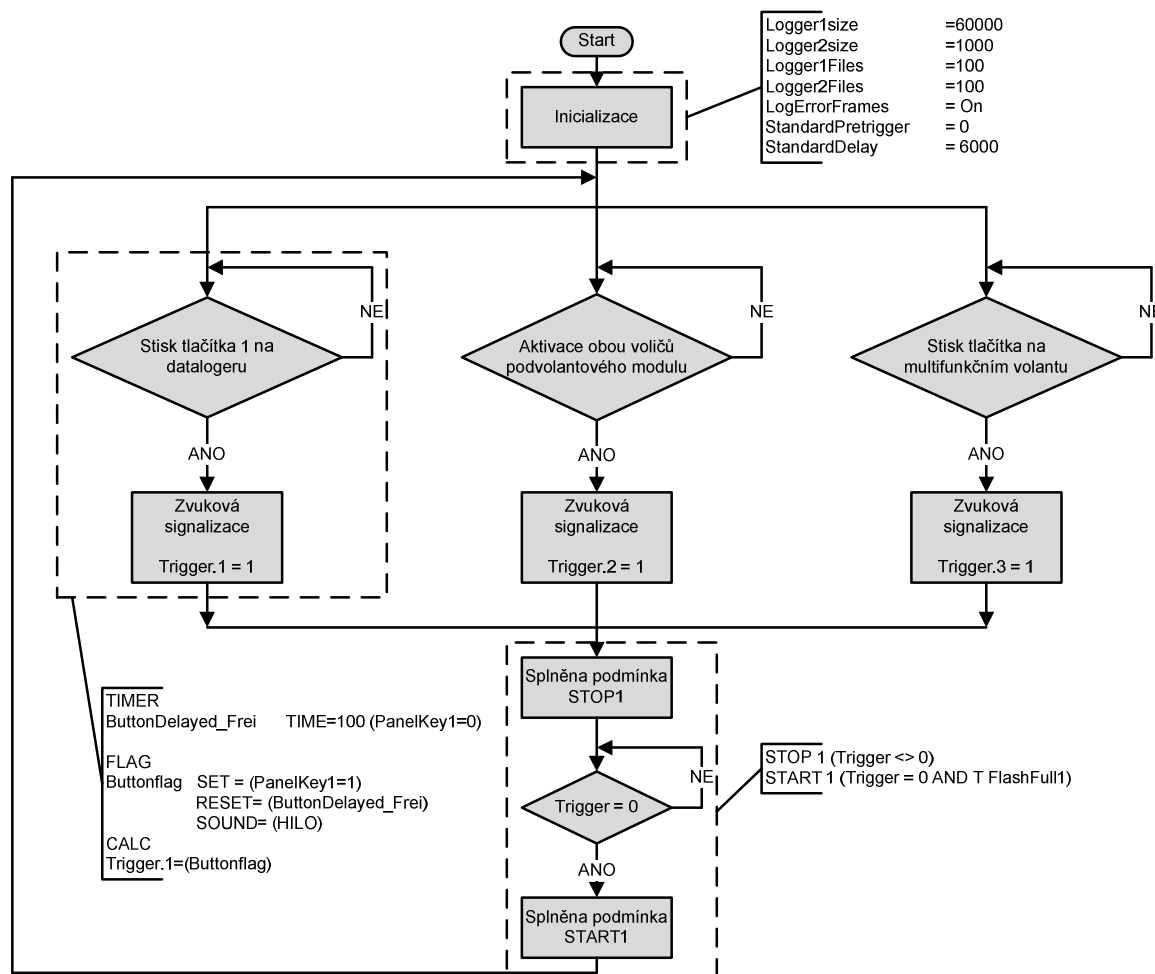 Start
Inicializace
Logger1size =60000
Logger2size =1000
Logger1Files =100
Logger2Files =100
LogErrorFrames = On
StandardPretrigger = 0
StandardDelay = 6000
NE
NE
NE
Stisk tlačítka 1 na
datalogeru
Aktivace obou voličů
podvolantového modulu
Stisk tlačítka na
multifunkčním volantu
ANO
ANO
ANO
Zvuková
signalizace
Trigger.1 = 1
Zvuková
signalizace
Trigger.2 = 1
Zvuková
signalizace
Trigger.3 = 1
Splněna podmínka
STOP1
NE
Trigger = 0
ANO
Splněna podmínka
START1
TIMER
ButtonDelayed_Frei TIME=100 (PanelKey1=0)
FLAG
Buttonflag SET = (PanelKey1=1)
RESET= (ButtonDelayed_Frei)
SOUND= (HILO)
CALC
Trigger.1=(Buttonflag)
STOP 1 (Trigger <> 0)
START 1 (Trigger = 0 AND T FlashFull1)